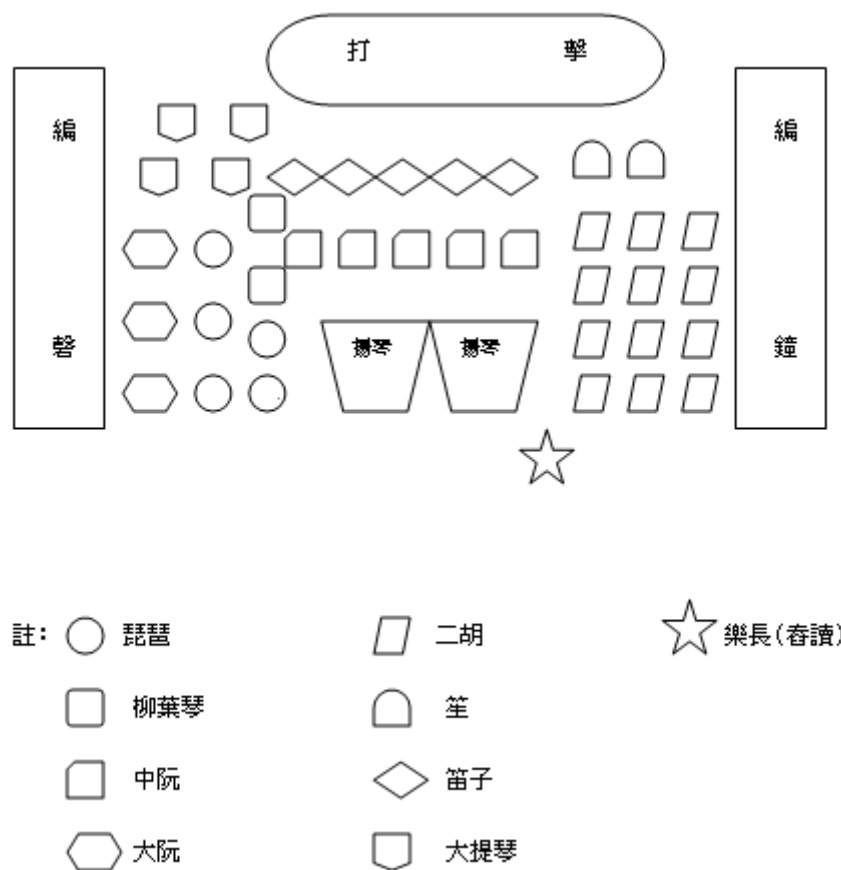 打 擊
編 編
揚琴 揚琴
磬 鐘
註: 琵琶 二胡 樂長(春讀)
柳葉琴 笙
中阮 笛子
大阮 大提琴